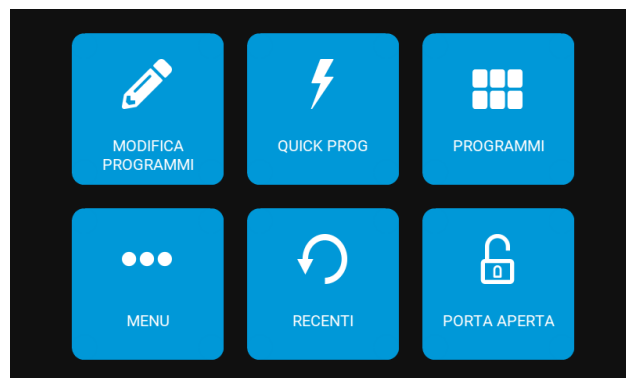 MODIFICA
PROGRAMMI
QUICK PROG
PROGRAMMI
MENU
RECENTI
PORTA APERTA